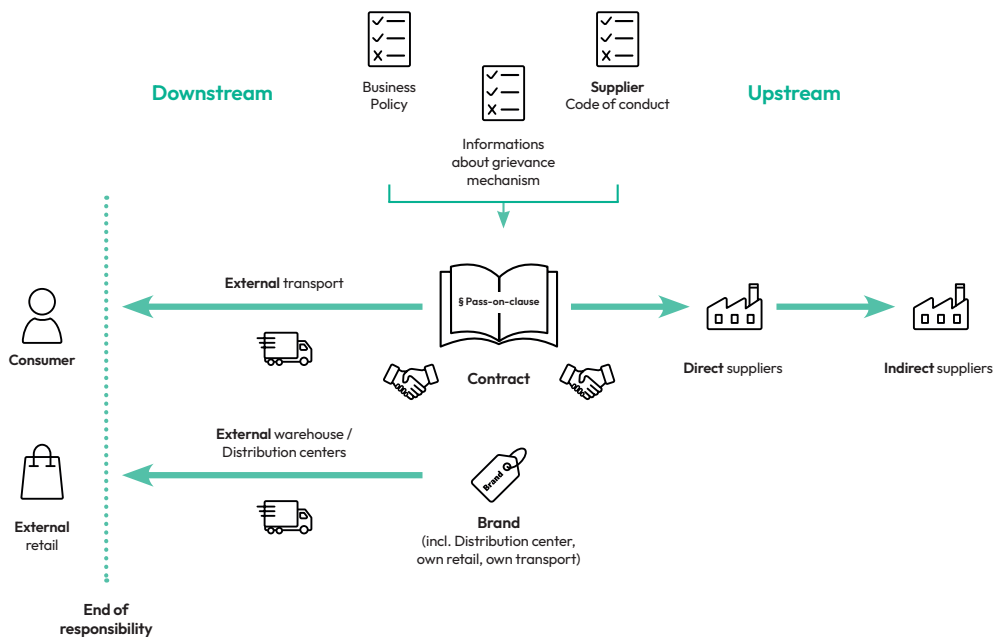 Downstream
Business
Policy
Supplier
Code of conduct
Upstream
Informations
about grievance
mechanism
External transport
§ Pass-on-clause
Consumer
Contract
Direct suppliers
Indirect suppliers
External warehouse /
Distribution centers
Brand
External
retail
Brand
(incl. Distribution center,
own retail, own transport)
End of
responsibility